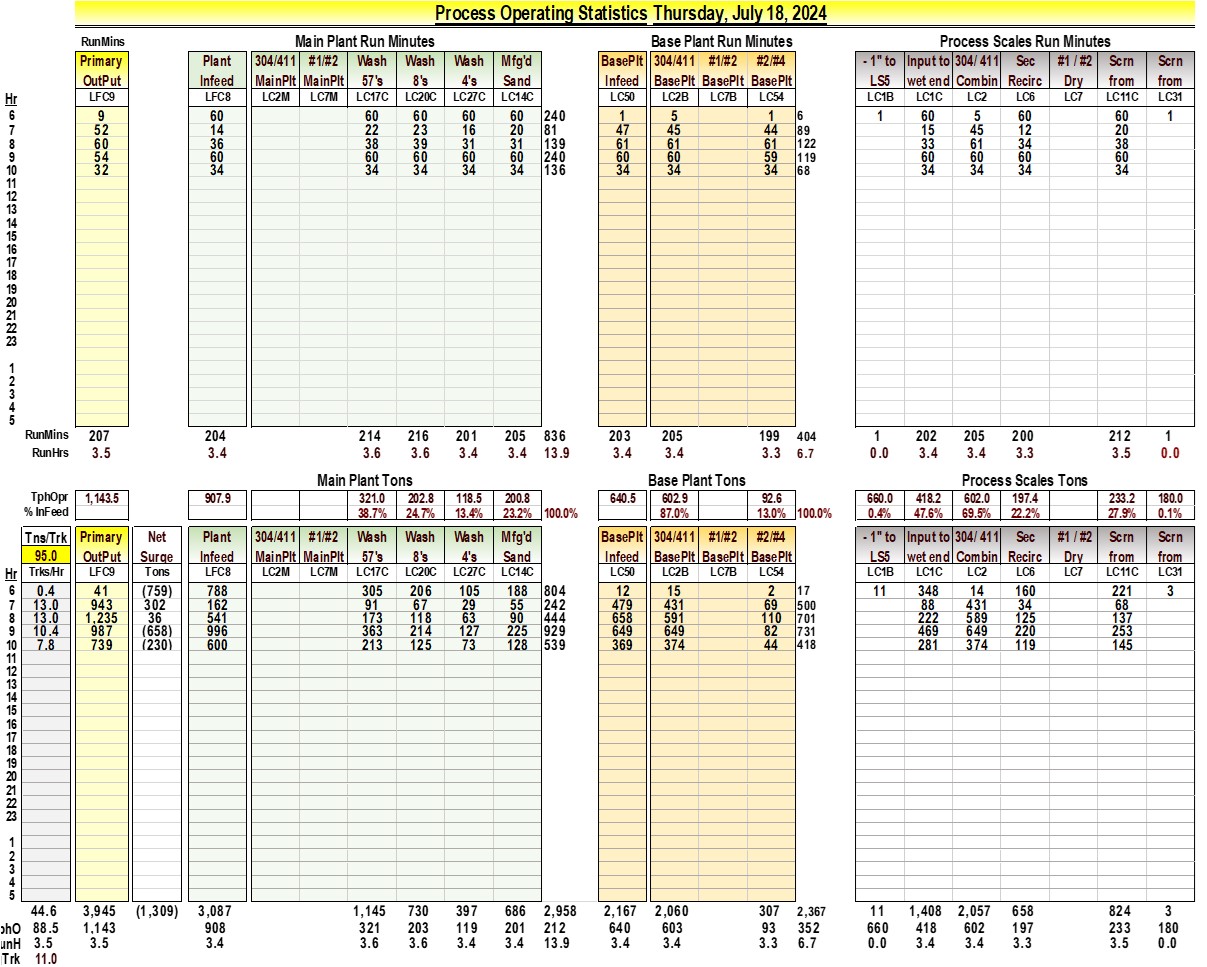 Process Operating Statistics Thursday, July 18, 2024
RunMins Main Plant Run Minutes Base Plant Run Minutes Process Scales Run Minutes
Primary Plant 304/411 #1/#2 Wash Wash Wash Mfg'd BasePlt 304/411 #1/#2 #2/#4 - 1" to Input to 304/ 411 Sec #1 / #2 Scrn Scrn
OutPut Infeed MainPlt MainPlt 57's 8's 4's Sand Infeed BasePlt BasePlt BasePlt LS5 wet end Combin Recirc Dry from from
Hr LFC9 LFC8 LC2M LC7M LC17C LC20C LC27C LC14C LC50 LC2B LC7B LC54 LC1B LC1C LC2 LC6 LC7 LC11C LC31
6 9 60 60 60 60 60 240 1 5 1 6 1 60 5 60 60 1
7 52 14 22 23 16 20 81 47 45 44 89 15 45 12 20
8 60 36 38 39 31 31 139 61 61 61 122 33 61 34 38
9 54 60 60 60 60 60 240 60 60 59 119 60 60 60 60
10 32 34 34 34 34 34 136 34 34 34 68 34 34 34 34
11
12
13
14
15
16
17
18
19
20
21
22
23
1
2
3
4
5
RunMins 207 204 214 216 201 205 836 203 205 199 404 1 202 205 200 212 1
RunHrs 3.5 3.4 3.6 3.6 3.4 3.4 13.9 3.4 3.4 3.3 6.7 0.0 3.4 3.4 3.3 3.5 0.0
Main Plant Tons Base Plant Tons Process Scales Tons
TphOpr 1,143.5 907.9 321.0 202.8 118.5 200.8 640.5 602.9 92.6 660.0 418.2 602.0 197.4 233.2 180.0
% InFeed 38.7% 24.7% 13.4% 23.2% 100.0% 87.0% 13.0% 100.0% 0.4% 47.6% 69.5% 22.2% 27.9% 0.1%
Tns/Trk Primary Net Plant 304/411 #1/#2 Wash Wash Wash Mfg'd BasePlt 304/411 #1/#2 #2/#4 - 1" to Input to 304/ 411 Sec #1 / #2 Scrn Scrn
95.0 OutPut Surge Infeed MainPlt MainPlt 57's 8's 4's Sand Infeed BasePlt BasePlt BasePlt LS5 wet end Combin Recirc Dry from from
Hr Trks/Hr LFC9 Tons LFC8 LC2M LC7M LC17C LC20C LC27C LC14C LC50 LC2B LC7B LC54 LC1B LC1C LC2 LC6 LC7 LC11C LC31
6 0.4 41 (759) 788 305 206 105 188 804 12 15 2 17 11 348 14 160 221 3
7 13.0 943 302 162 91 67 29 55 242 479 431 69 500 88 431 34 68
8 13.0 1,235 36 541 173 118 63 90 444 658 591 110 701 222 589 125 137
9 10.4 987 (658) 996 363 214 127 225 929 649 649 82 731 469 649 220 253
10 7.8 739 (230) 600 213 125 73 128 539 369 374 44 418 281 374 119 145
11
12
13
14
15
16
17
18
19
20
21
22
23
1
2
3
4
5
44.6 3,945 (1,309) 3,087 1,145 730 397 686 2,958 2,167 2,060 307 2,367 11 1,408 2,057 658 824 3
phO 88.5 1,143 908 321 203 119 201 212 640 603 93 352 660 418 602 197 233 180
unH 3.5 3.5 3.4 3.6 3.6 3.4 3.4 13.9 3.4 3.4 3.3 6.7 0.0 3.4 3.4 3.3 3.5 0.0
Trk 11.0